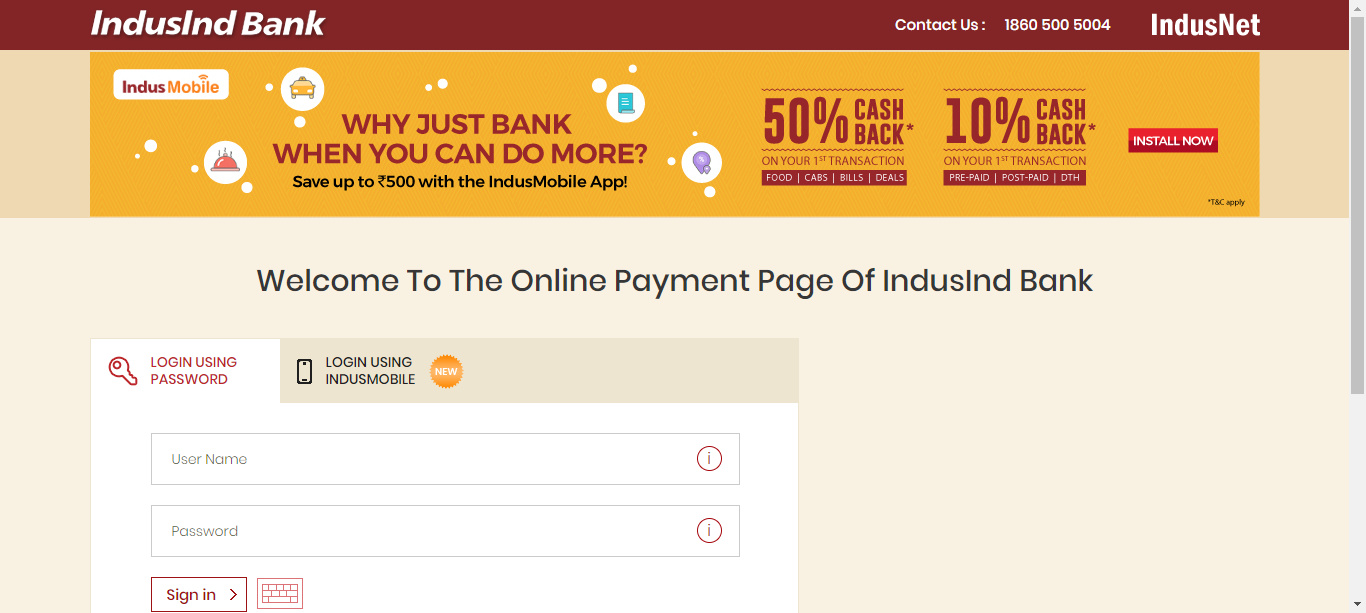 IndusInd Bank
Contact Us : 1860 500 5004
IndusNet
Indus Mobile
WHY JUST BANK
WHEN YOU CAN DO MORE?
Save up to ₹500 with the IndusMobile App!
50% CASH BACK*
ON YOUR 1ST TRANSACTION
FOOD | CABS | BILLS | DEALS
10% CASH BACK*
ON YOUR 1ST TRANSACTION
PRE-PAID | POST-PAID | DTH
INSTALL NOW
*T&C apply
Welcome To The Online Payment Page Of IndusInd Bank
LOGIN USING
PASSWORD
LOGIN USING
INDUSMOBILE
NEW
User Name
i
Password
i
Sign in